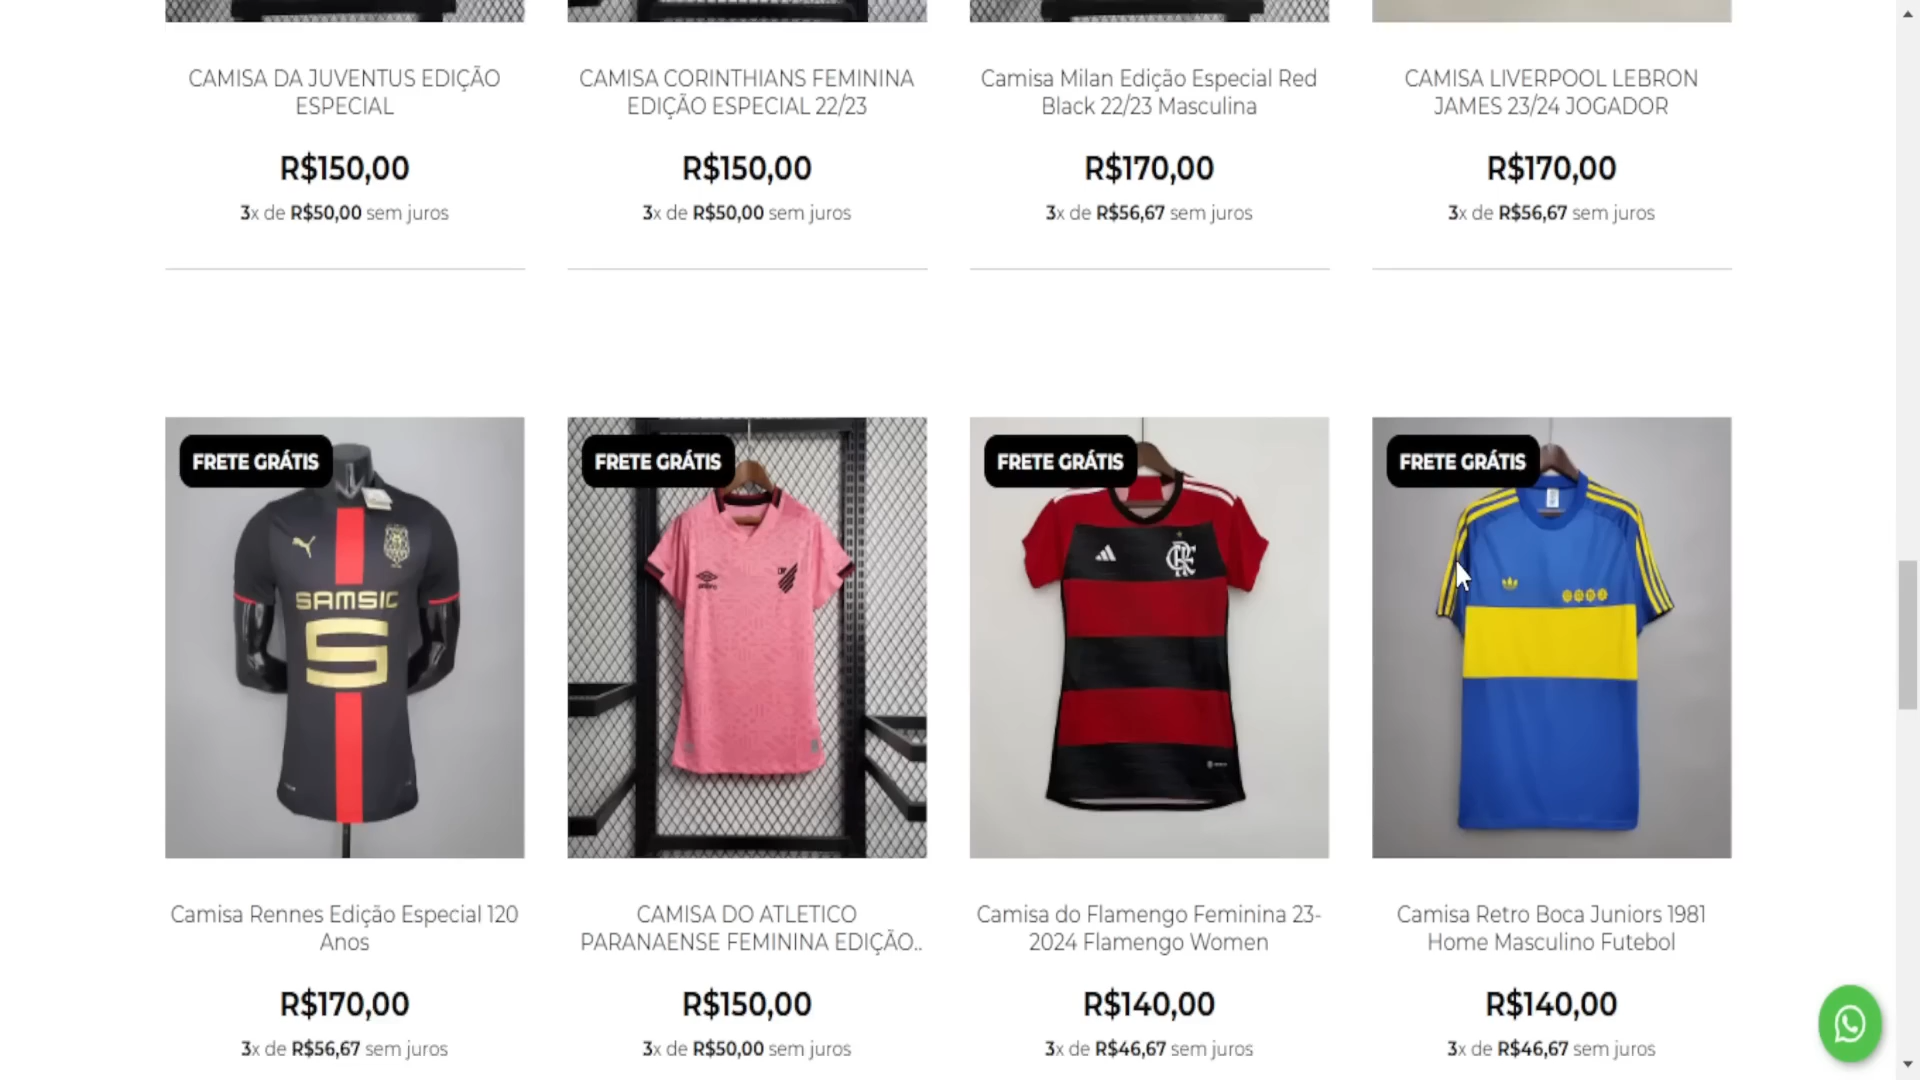 CAMISA DA JUVENTUS EDIÇÃO
ESPECIAL
R$150,00
3x de R$50,00 sem juros
CAMISA CORINTHIANS FEMININA
EDIÇÃO ESPECIAL 22/23
R$150,00
3x de R$50,00 sem juros
Camisa Milan Edição Especial Red
Black 22/23 Masculina
R$170,00
3x de R$56,67 sem juros
CAMISA LIVERPOOL LEBRON
JAMES 23/24 JOGADOR
R$170,00
3x de R$56,67 sem juros
FRETE GRÁTIS
SAMSIC
S
Camisa Rennes Edição Especial 120
Anos
R$170,00
3x de R$56,67 sem juros
FRETE GRÁTIS
CAMISA DO ATLETICO
PARANAENSE FEMININA EDIÇÃO..
R$150,00
3x de R$50,00 sem juros
FRETE GRÁTIS
Camisa do Flamengo Feminina 23-
2024 Flamengo Women
R$140,00
3x de R$46,67 sem juros
FRETE GRÁTIS
Camisa Retro Boca Juniors 1981
Home Masculino Futebol
R$140,00
3x de R$46,67 sem juros